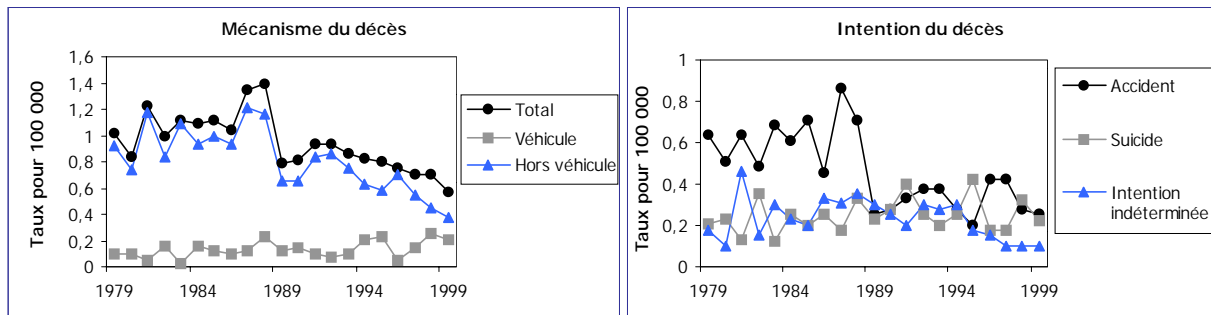 Mécanisme du décès
Taux pour 100 000
1,6
1,4
1,2
1
0,8
0,6
0,4
0,2
0
1979
1984
1989
1994
1999
Total
Véhicule
Hors véhicule
Intention du décès
Taux pour 100 000
1
0,8
0,6
0,4
0,2
0
1979
1984
1989
1994
1999
Accident
Suicide
Intention
indéterminée